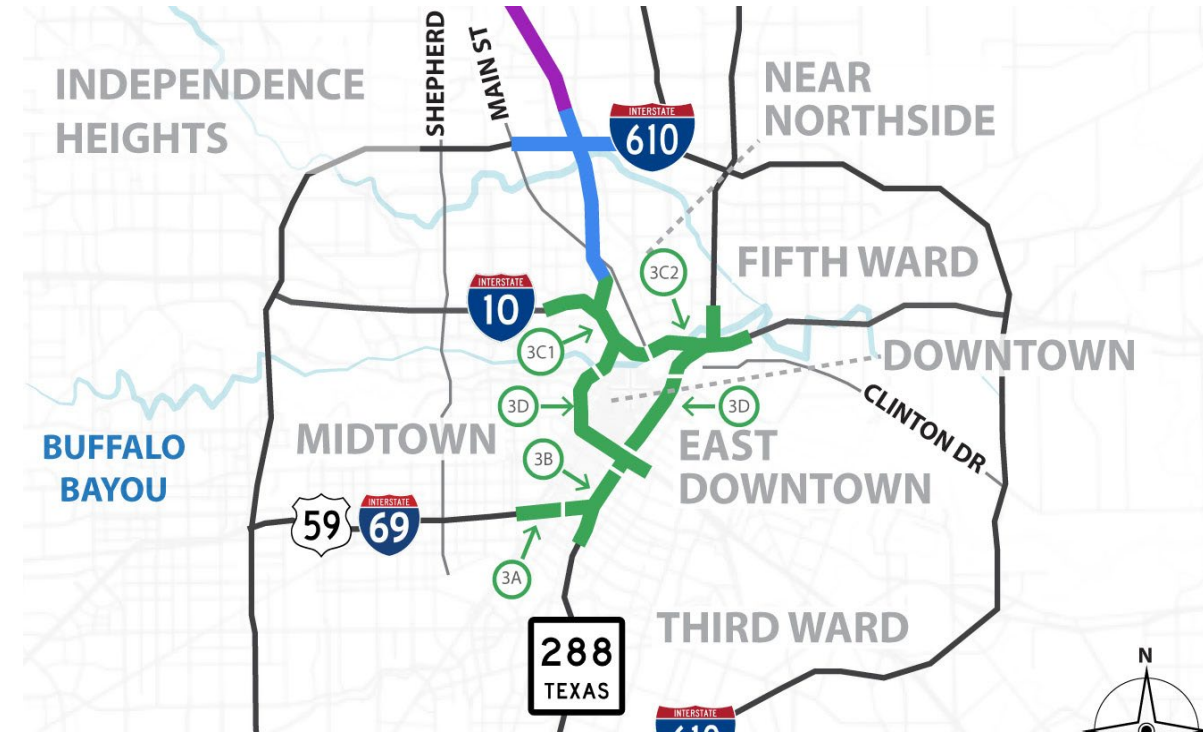 INDEPENDENCE
HEIGHTS
SHEPHERD
MAIN ST
INTERSTATE
610
NEAR
NORTHSIDE
FIFTH WARD
3C2
INTERSTATE
10
3C1
DOWNTOWN
3D
3D
CLINTON DR
MIDTOWN
BUFFALO
BAYOU
3B
EAST
DOWNTOWN
59
INTERSTATE
69
3A
THIRD WARD
288
TEXAS
N
INTERSTATE
610